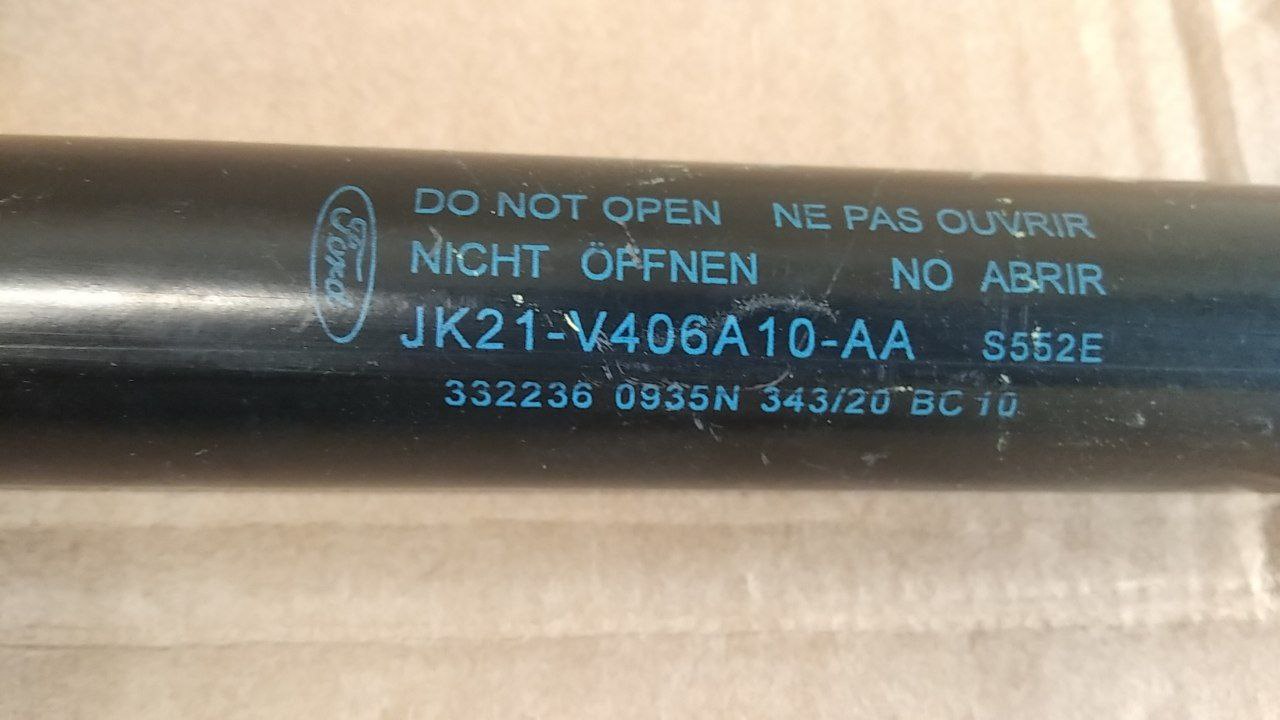 Ford
DO NOT OPEN NE PAS OUVRIR
NICHT ÖFFNEN NO ABRIR
JK21-V406A10-AA S552E
332236 0935N 343/20 BC 10